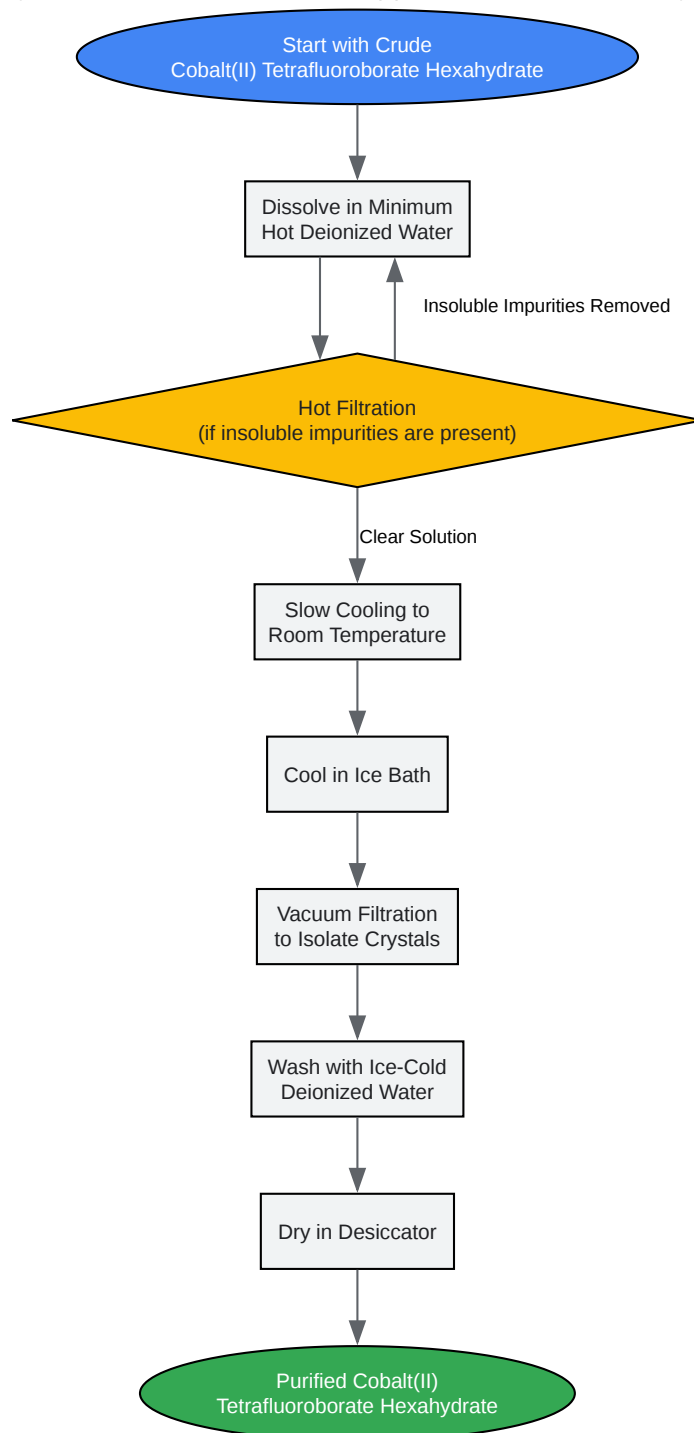 Start with Crude
Cobalt(II) Tetrafluoroborate Hexahydrate
Dissolve in Minimum
Hot Deionized Water
Insoluble Impurities Removed
Hot Filtration
(if insoluble impurities are present)
Clear Solution
Slow Cooling to
Room Temperature
Cool in Ice Bath
Vacuum Filtration
to Isolate Crystals
Wash with Ice-Cold
Deionized Water
Dry in Desiccator
Purified Cobalt(II)
Tetrafluoroborate Hexahydrate